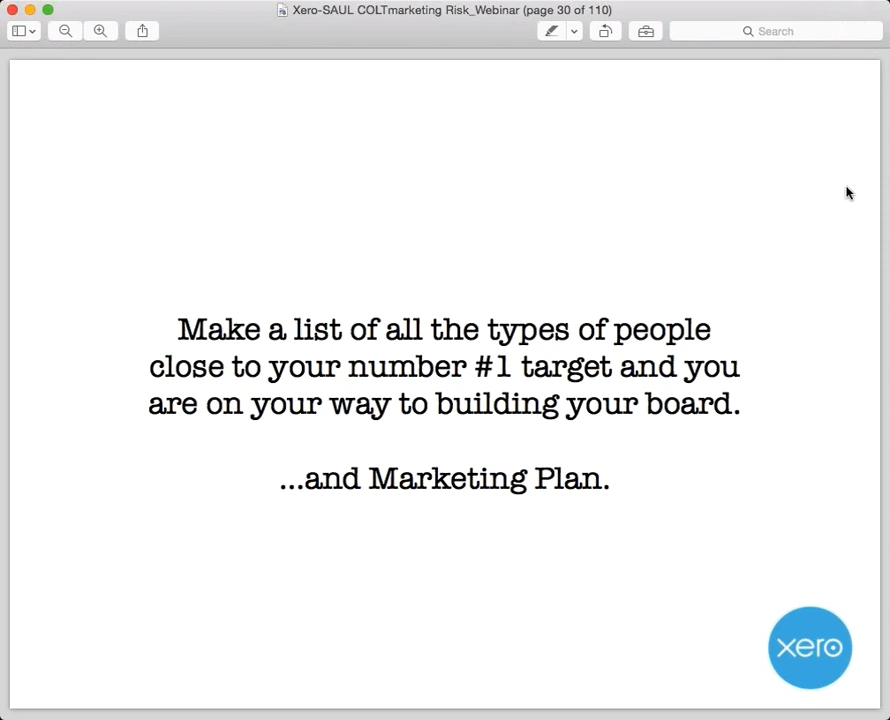 Xero-SAUL COLTmarketing Risk_Webinar (page 30 of 110)
Search
Make a list of all the types of people
close to your number #1 target and you
are on your way to building your board.
...and Marketing Plan.
xero